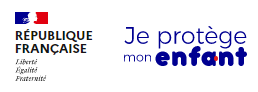 RÉPUBLIQUE
FRANÇAISE
Liberté
Égalité
Fraternité
Je protège
mon enfant